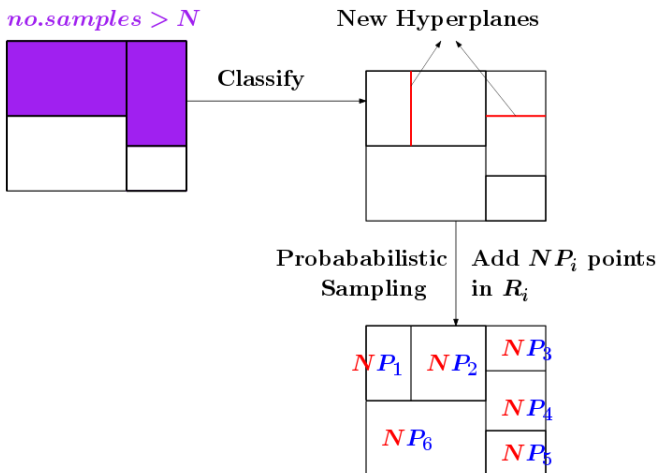 no.samples > N
New Hyperplanes
Classify
Probababilistic
Sampling
Add NP_i points
in R_i
NP_1
NP_2
NP_3
NP_4
NP_6
NP_5